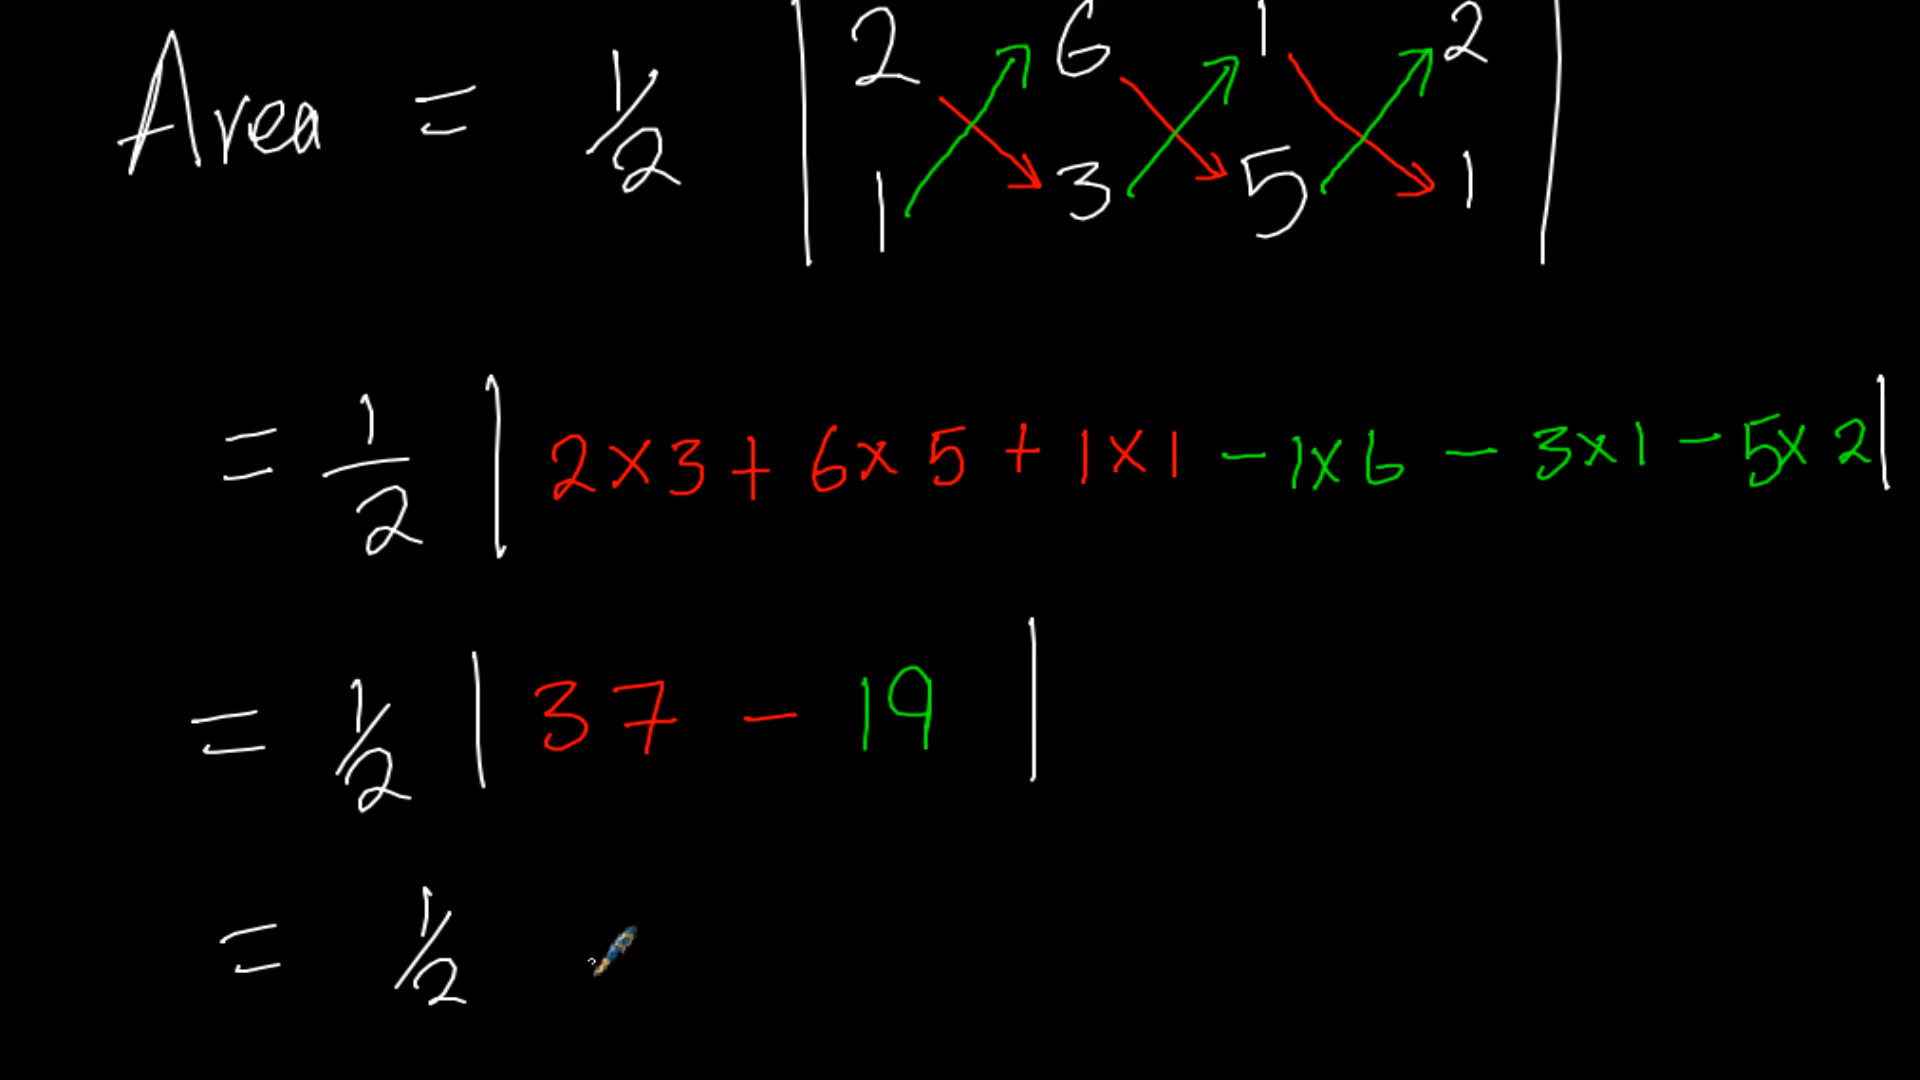 Area = 1/2 | 2 6 1 2 |
1 3 5 1
= 1/2 | 2×3 + 6×5 + 1×1 - 1×6 - 3×1 - 5×2 |
= 1/2 | 37 - 19 |
= 1/2